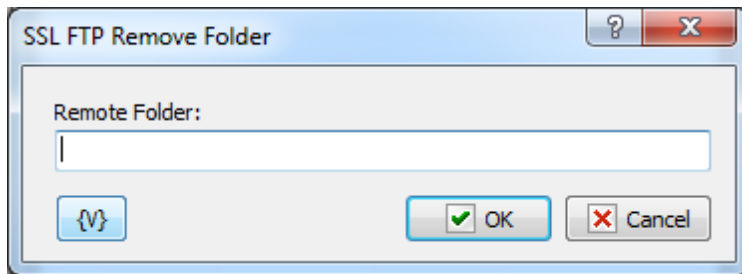 SSL FTP Remove Folder
?
Remote Folder:
{V}
OK
Cancel